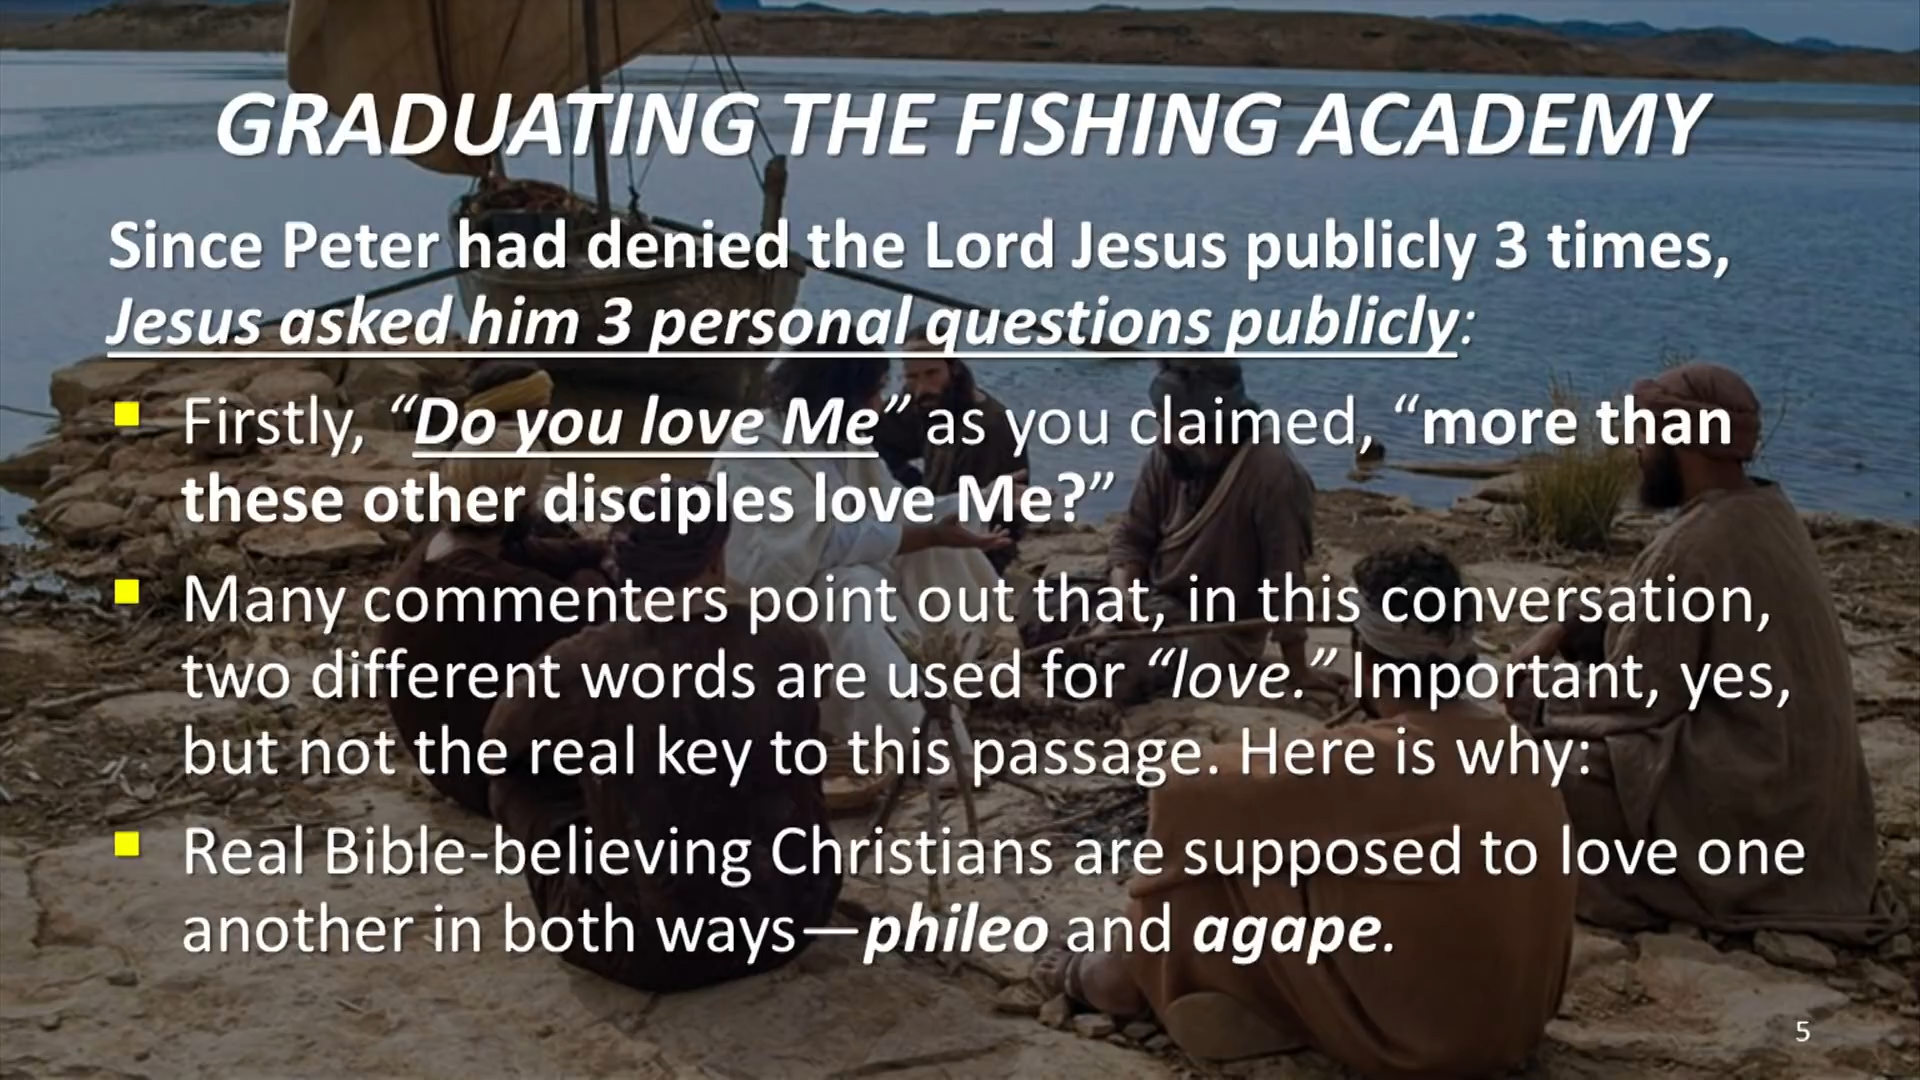 GRADUATING THE FISHING ACADEMY
Since Peter had denied the Lord Jesus publicly 3 times,
Jesus asked him 3 personal questions publicly:
Firstly, “Do you love Me” as you claimed, “more than
these other disciples love Me?”
Many commenters point out that, in this conversation,
two different words are used for “love.” Important, yes,
but not the real key to this passage. Here is why:
Real Bible-believing Christians are supposed to love one
another in both ways—phileo and agape.
5